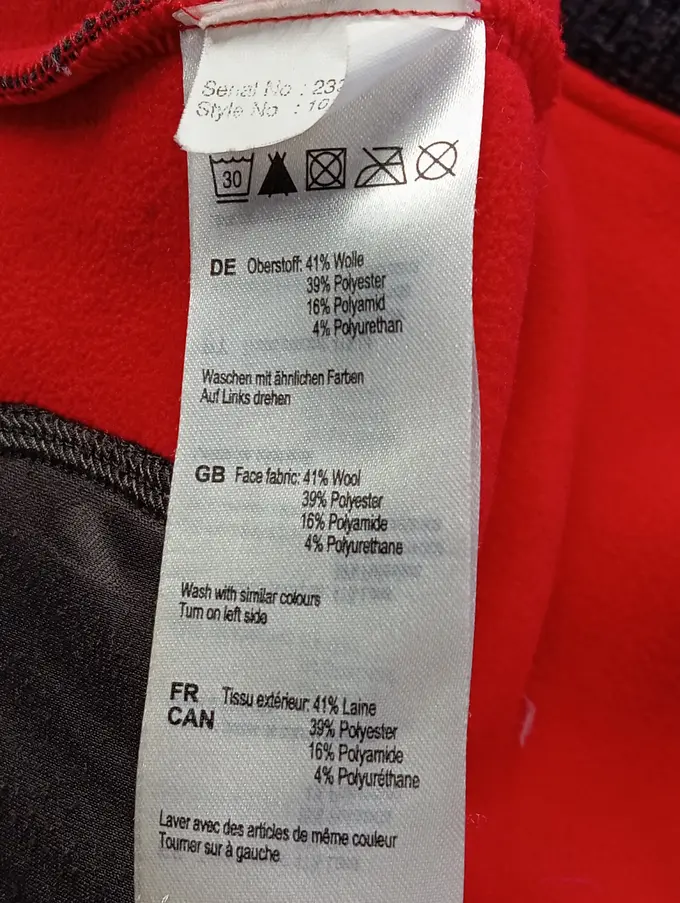 Serial No : 23
Style No : 10
30
DE Oberstoff: 41% Wolle
39% Polyester
16% Polyamid
4% Polyurethan
Waschen mit ähnlichen Farben
Auf Links drehen
GB Face fabric: 41% Wool
39% Polyester
16% Polyamide
4% Polyurethane
Wash with similar colours
Turn on left side
FR CAN Tissu extérieur: 41% Laine
39% Polyester
16% Polyamide
4% Polyuréthane
Laver avec des articles de même couleur
Tourner sur à gauche